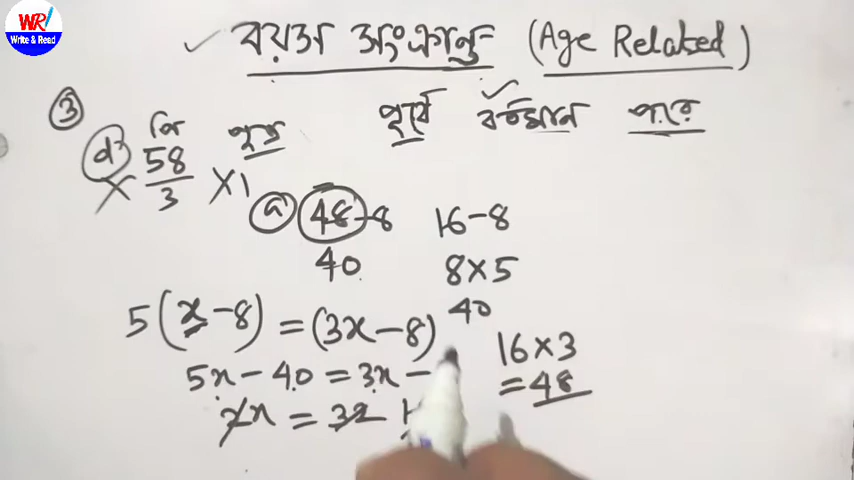 WR
Write & Read
বয়স সংক্রান্ত (Age Related)
③ পি পুত্র পূর্বে বর্তমান পরে
d 58/3 ×1
a 48-8 16-8
40 8×5
40
5(x-8) = (3x-8)
16×3
5x-40 = 3x-
=48
2x = 32